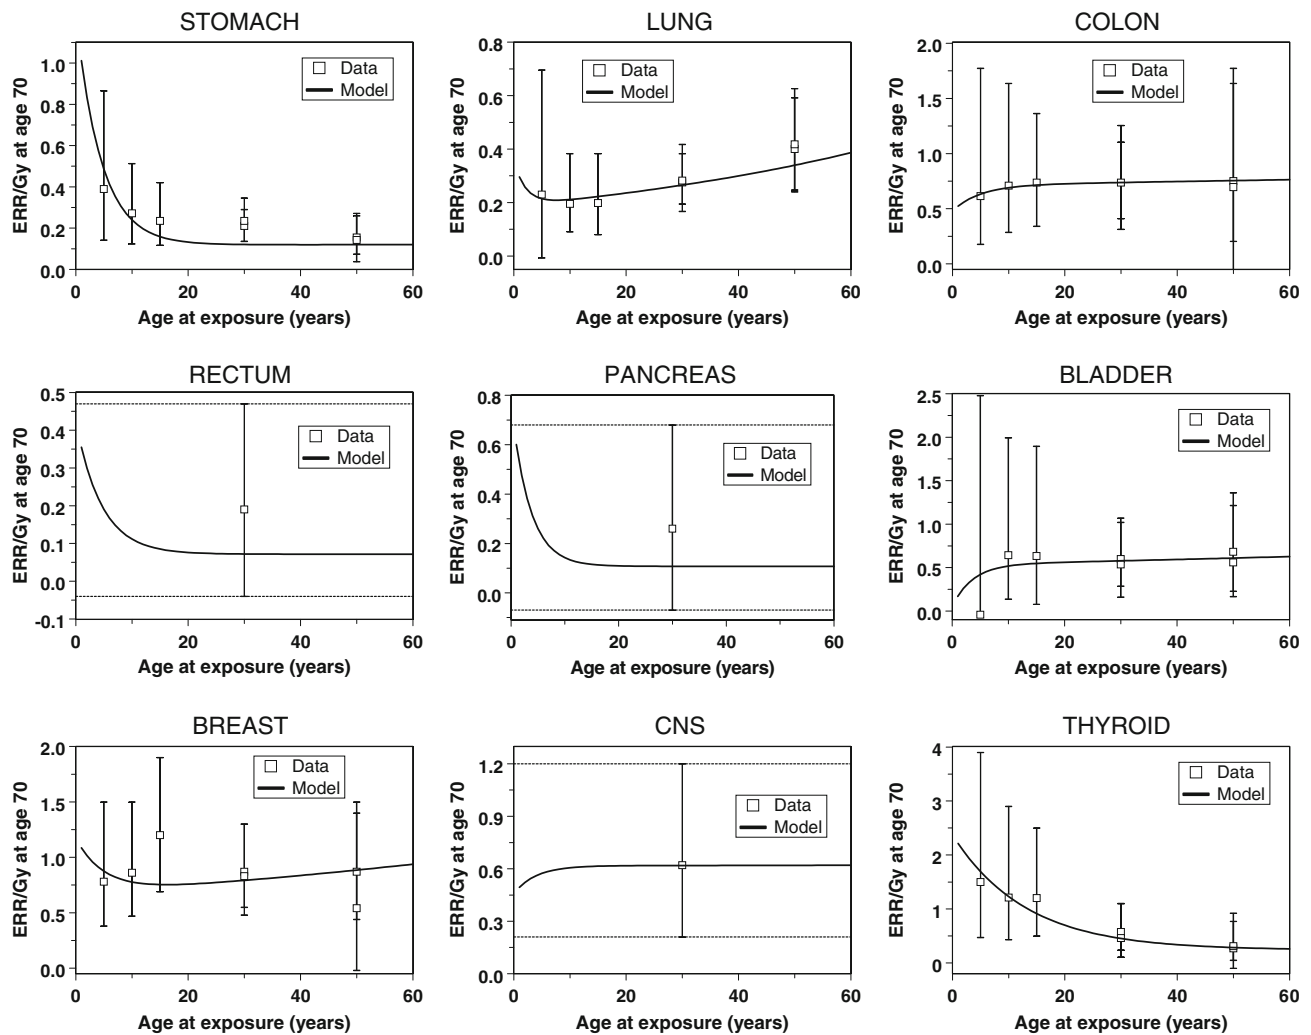 STOMACH
ERR/Gy at age 70
1.0
0.8
0.6
0.4
0.2
0.0
Data
Model
0 20 40 60
Age at exposure (years)
LUNG
ERR/Gy at age 70
0.8
0.6
0.4
0.2
0.0
Data
Model
0 20 40 60
Age at exposure (years)
COLON
ERR/Gy at age 70
2.0
1.5
1.0
0.5
0.0
Data
Model
0 20 40 60
Age at exposure (years)
RECTUM
ERR/Gy at age 70
0.5
0.4
0.3
0.2
0.1
0.0
-0.1
Data
Model
0 20 40 60
Age at exposure (years)
PANCREAS
ERR/Gy at age 70
0.8
0.6
0.4
0.2
0.0
Data
Model
0 20 40 60
Age at exposure (years)
BLADDER
ERR/Gy at age 70
2.5
2.0
1.5
1.0
0.5
0.0
Data
Model
0 20 40 60
Age at exposure (years)
BREAST
ERR/Gy at age 70
2.0
1.5
1.0
0.5
0.0
Data
Model
0 20 40 60
Age at exposure (years)
CNS
ERR/Gy at age 70
1.2
0.9
0.6
0.3
0.0
Data
Model
0 20 40 60
Age at exposure (years)
THYROID
ERR/Gy at age 70
4
3
2
1
0
Data
Model
0 20 40 60
Age at exposure (years)